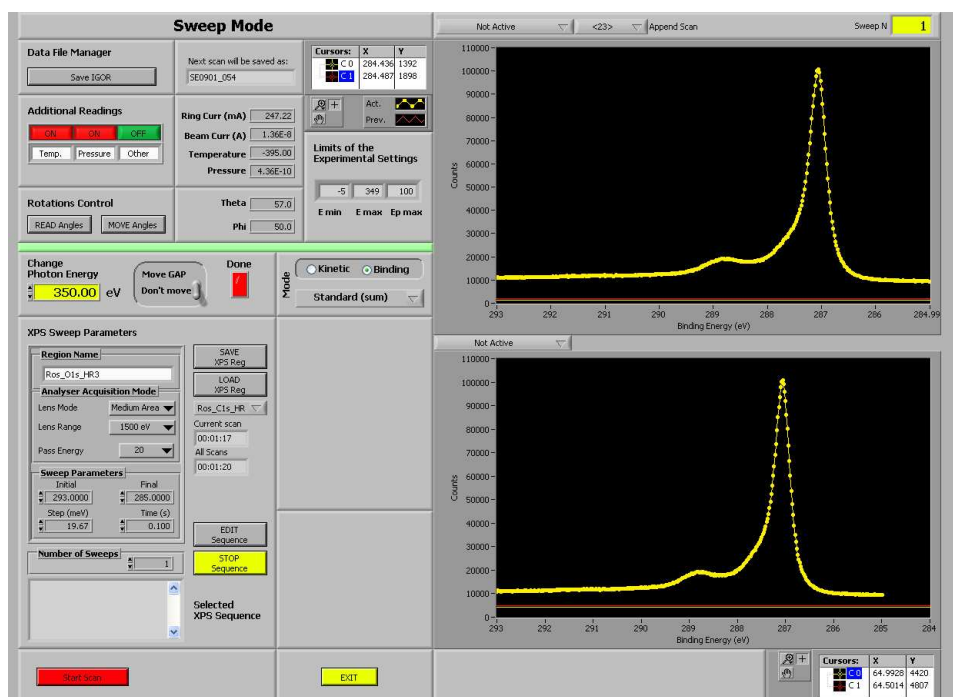 Sweep Mode
Data File Manager
Save IGOR
Next scan will be saved as:
SE0901_054
Cursors: X Y
C 0 284.436 1392
C 1 284.487 1898
Act.
Prev.
Additional Readings
ON ON OFF
Temp. Pressure Other
Ring Curr (mA) 247.22
Beam Curr (A) 1.36E-8
Temperature -395.00
Pressure 4.36E-10
Limits of the
Experimental Settings
-5 349 100
E min E max Ep max
Rotations Control
READ Angles MOVE Angles
Theta 57.0
Phi 50.0
Change
Photon Energy
350.00 eV
Move GAP
Don't move
Done
Mode
Kinetic Binding
Standard (sum)
XPS Sweep Parameters
Region Name
Ros_O1s_HR3
Analyser Acquisition Mode
Lens Mode Medium Area
Lens Range 1500 eV
Pass Energy 20
Sweep Parameters
Initial Final
293.0000 285.0000
Step (meV) Time (s)
19.67 0.100
Number of Sweeps
1
SAVE
XPS Reg
LOAD
XPS Reg
Ros_C1s_HR
Current scan
00:01:17
All Scans
00:01:20
EDIT
Sequence
STOP
Sequence
Selected
XPS Sequence
Start Scan
EXIT
Not Active <23> Append Scan Sweep N 1
110000
100000
90000
80000
70000
60000
50000
40000
30000
20000
10000
0
Counts
293 292 291 290 289 288 287 286 284.99
Binding Energy (eV)
Not Active
110000
100000
90000
80000
70000
60000
50000
40000
30000
20000
10000
0
Counts
293 292 291 290 289 288 287 286 285 284
Binding Energy (eV)
Cursors: X Y
C 0 64.9928 4420
C 1 64.5014 4807